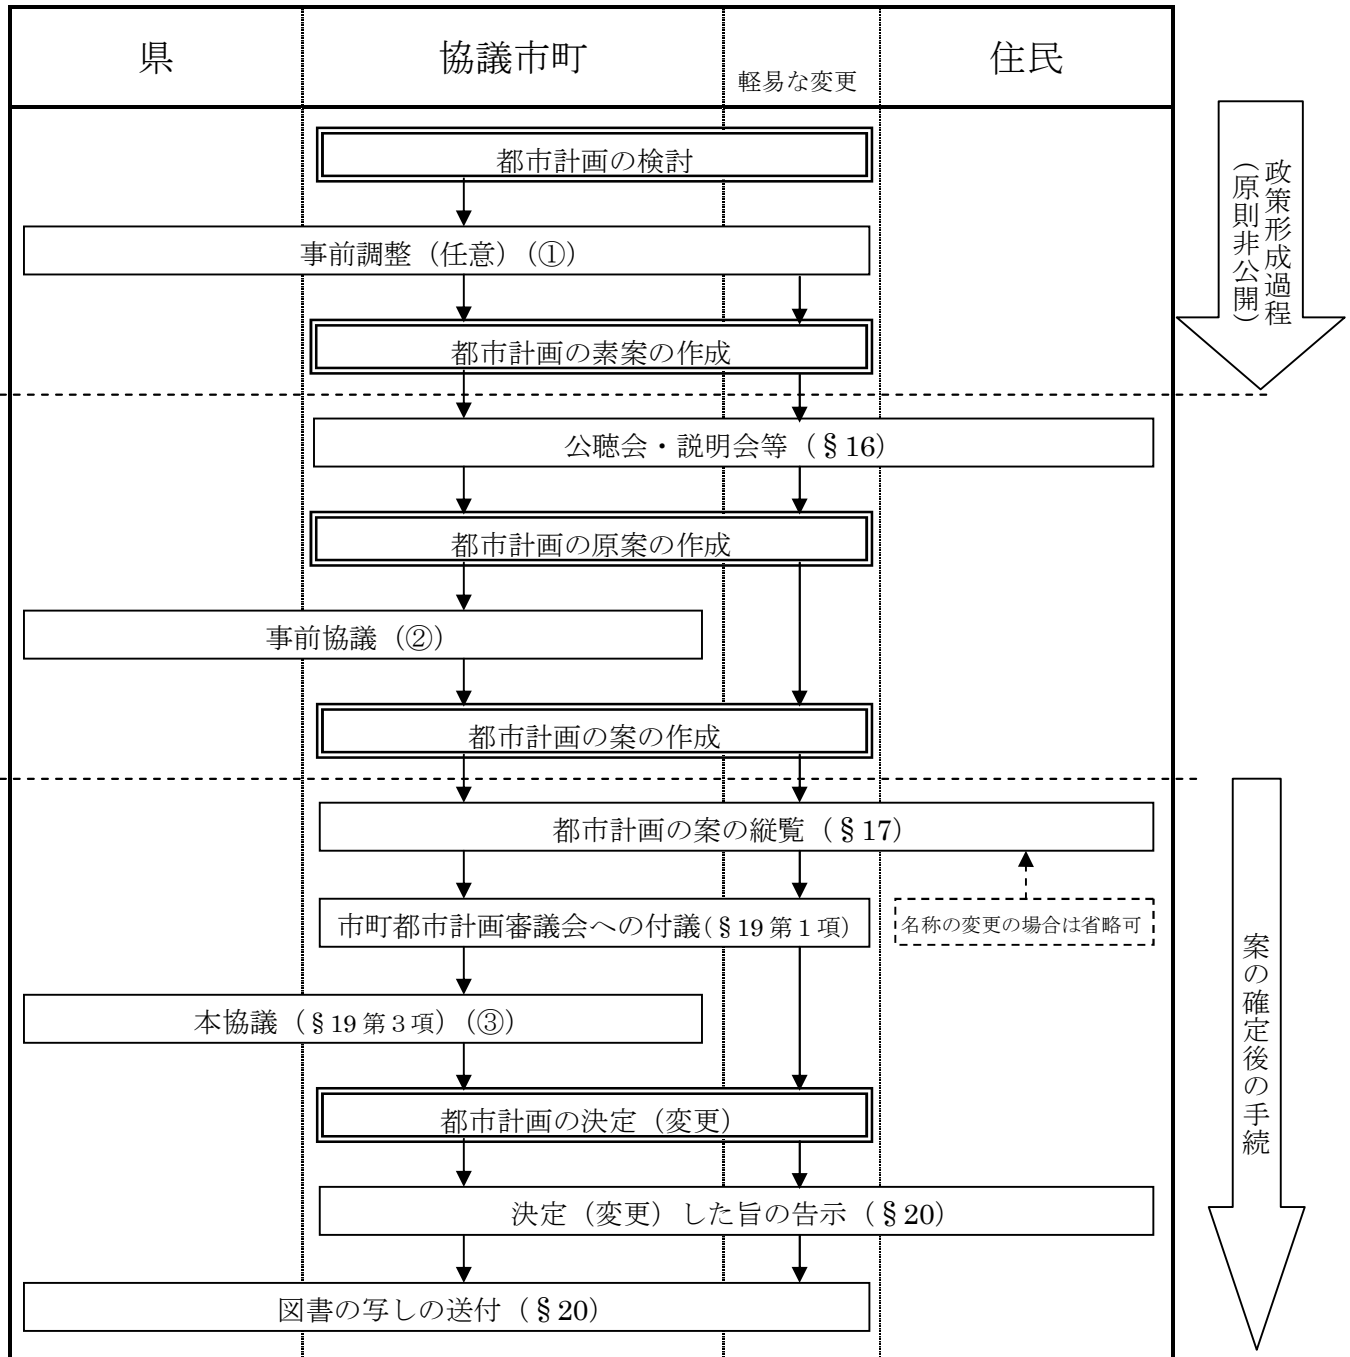 県
協議市町
軽易な変更
住民
都市計画の検討
事前調整（任意）（①）
都市計画の素案の作成
政策形成過程
（原則非公開）
公聴会・説明会等（§16）
都市計画の原案の作成
事前協議（②）
都市計画の案の作成
都市計画の案の縦覧（§17）
市町都市計画審議会への付議（§19第１項）
名称の変更の場合は省略可
本協議（§19第３項）（③）
都市計画の決定（変更）
決定（変更）した旨の告示（§20）
図書の写しの送付（§20）
案の確定後の手続